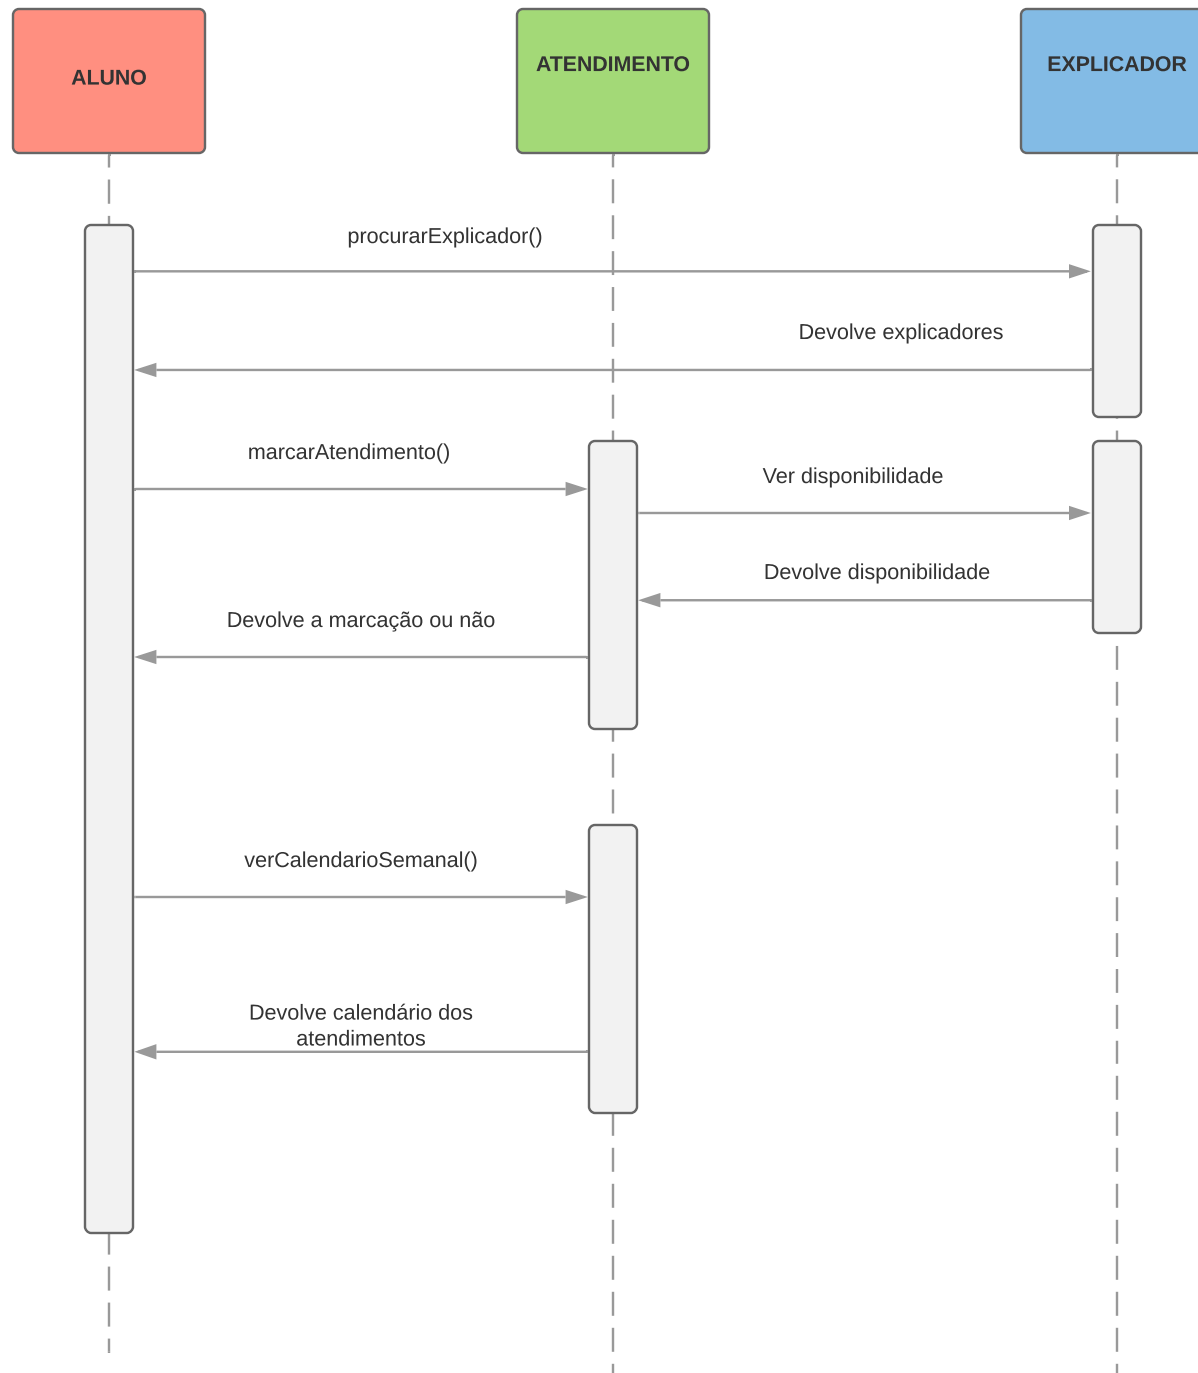 ALUNO
ATENDIMENTO
EXPLICADOR
procurarExplicador()
Devolve explicadores
marcarAtendimento()
Ver disponibilidade
Devolve disponibilidade
Devolve a marcação ou não
verCalendarioSemanal()
Devolve calendário dos
atendimentos